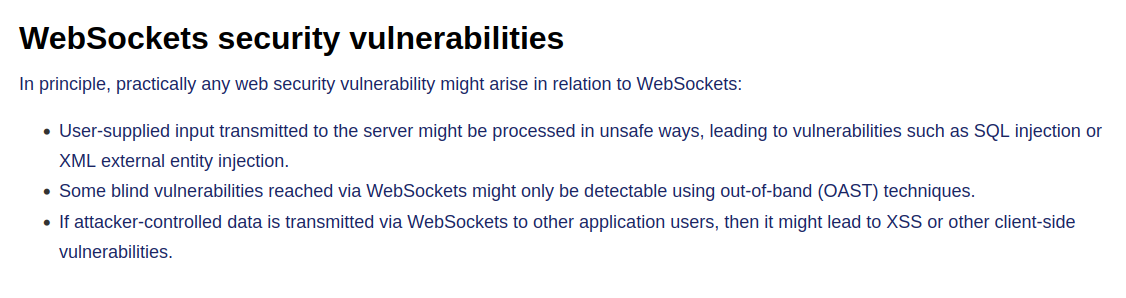 WebSockets security vulnerabilities
In principle, practically any web security vulnerability might arise in relation to WebSockets:
• User-supplied input transmitted to the server might be processed in unsafe ways, leading to vulnerabilities such as SQL injection or
XML external entity injection.
• Some blind vulnerabilities reached via WebSockets might only be detectable using out-of-band (OAST) techniques.
• If attacker-controlled data is transmitted via WebSockets to other application users, then it might lead to XSS or other client-side
vulnerabilities.